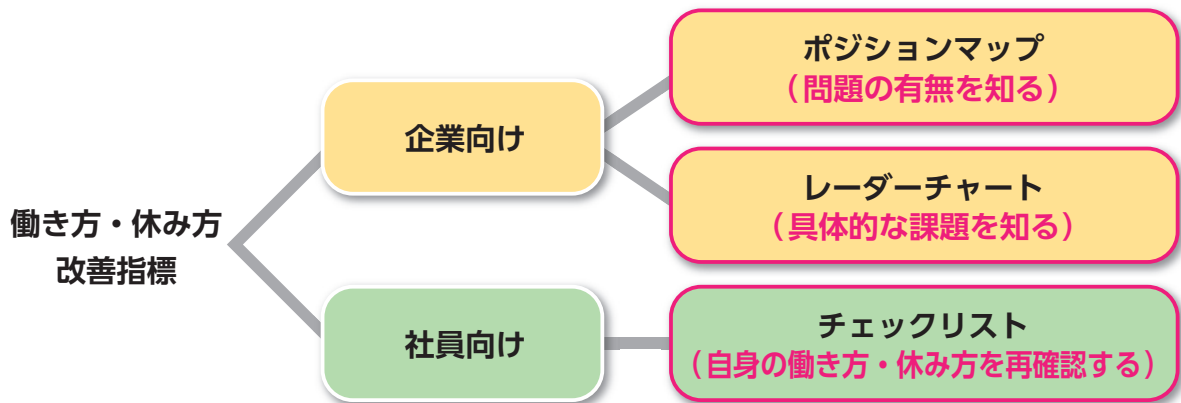 働き方・休み方
改善指標
企業向け
ポジションマップ
（問題の有無を知る）
レーダーチャート
（具体的な課題を知る）
社員向け
チェックリスト
（自身の働き方・休み方を再確認する）